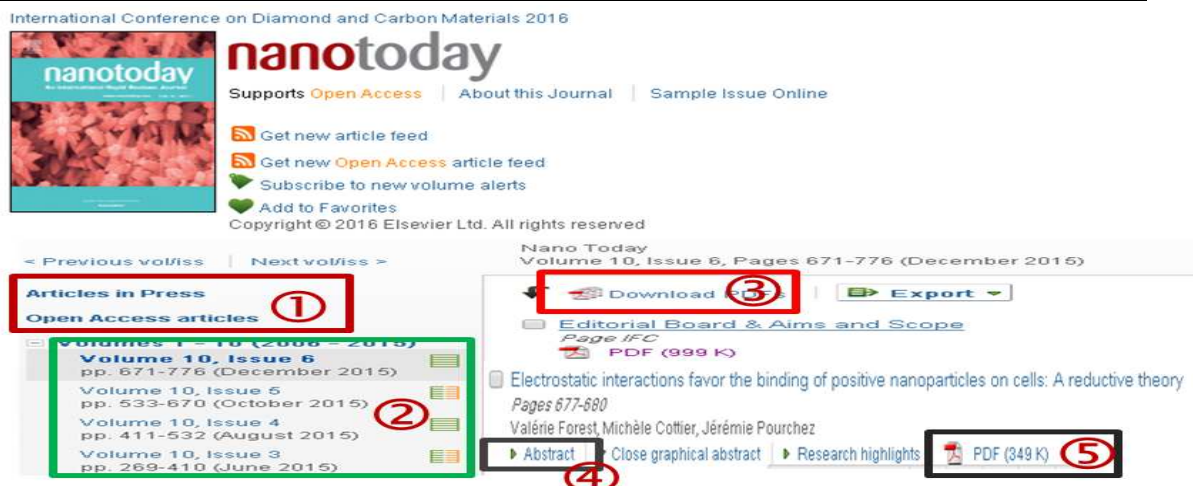 International Conference on Diamond and Carbon Materials 2016
nanotoday
nanotoday
Supports Open Access | About this Journal | Sample Issue Online
Get new article feed
Get new Open Access article feed
Subscribe to new volume alerts
Add to Favorites
Copyright © 2016 Elsevier Ltd. All rights reserved
< Previous vol/iss | Next vol/iss >
Nano Today
Volume 10, Issue 6, Pages 671-776 (December 2015)
Articles in Press
Open Access articles
①
Volumes 1 - 10 (2006 - 2015)
Volume 10, Issue 6
pp. 671-776 (December 2015)
Volume 10, Issue 5
pp. 533-670 (October 2015)
②
Volume 10, Issue 4
pp. 411-532 (August 2015)
Volume 10, Issue 3
pp. 269-410 (June 2015)
Download PDFs | Export
③
Editorial Board & Aims and Scope
Page IFC
PDF (999 K)
Electrostatic interactions favor the binding of positive nanoparticles on cells: A reductive theory
Pages 677-680
Valérie Forest, Michèle Cottier, Jérémie Pourchez
Abstract | Close graphical abstract | Research highlights | PDF (349 K) ⑤
④